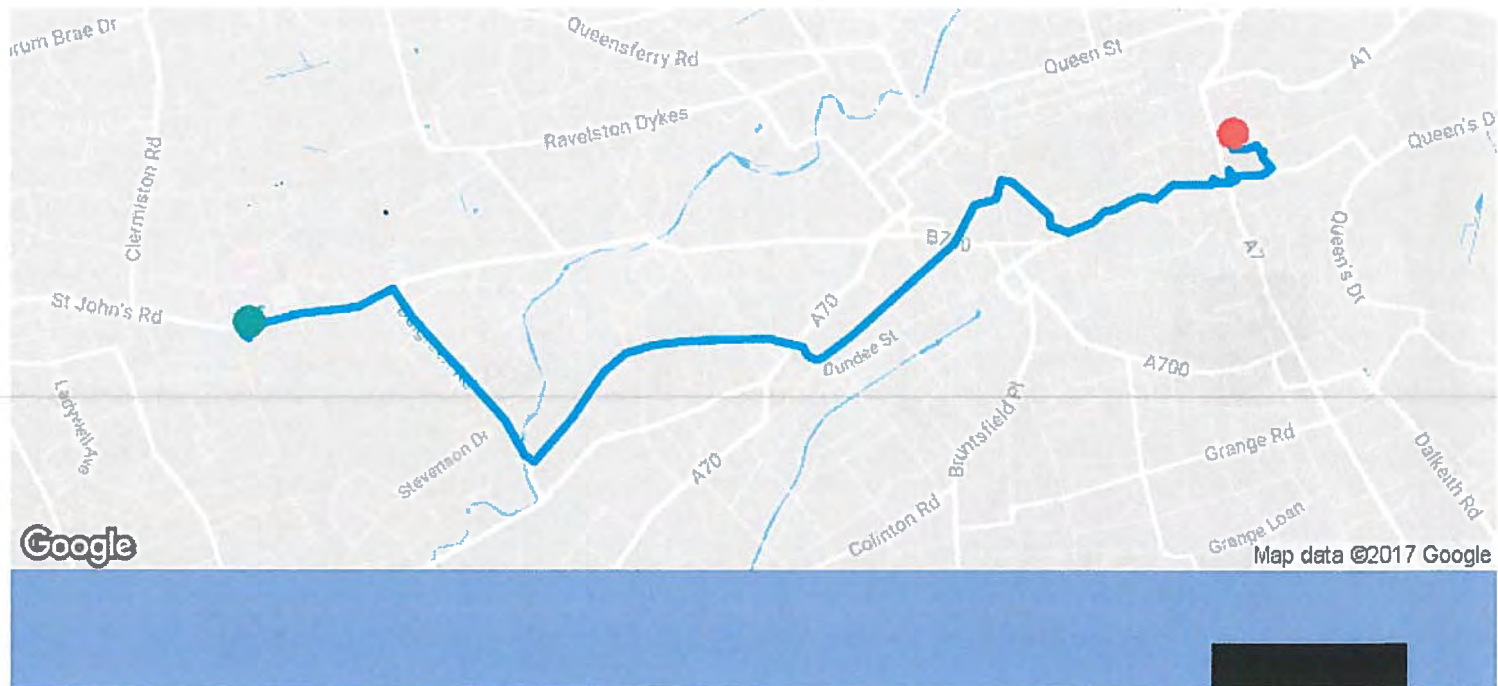 Queensferry Rd
Queen St
A1
Ravelston Dykes
Queen's D
Clermiston Rd
St John's Rd
A70
Dundee St
A7
Queen's Dr
A700
Ladywell Ave
Stevenson Dr
A70
Bruntsfield Pl
Grange Rd
Dalkeith Rd
Colinton Rd
Grange Loan
Google
Map data ©2017 Google